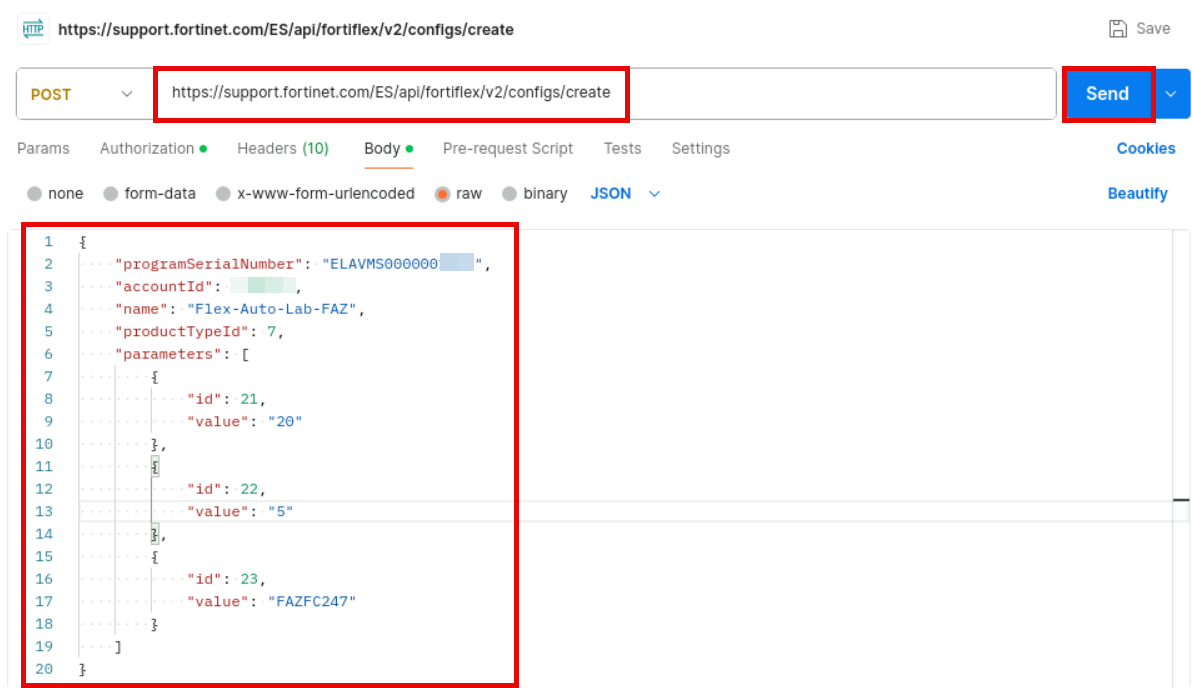 HTTP https://support.fortinet.com/ES/api/fortiflex/v2/configs/create Save
POST https://support.fortinet.com/ES/api/fortiflex/v2/configs/create Send
Params Authorization Headers (10) Body Pre-request Script Tests Settings Cookies
none form-data x-www-form-urlencoded raw binary JSON Beautify
1 {
2 "programSerialNumber": "ELAVMS000000",
3 "accountId": ,
4 "name": "Flex-Auto-Lab-FAZ",
5 "productTypeId": 7,
6 "parameters": [
7 {
8 "id": 21,
9 "value": "20"
10 },
11 {
12 "id": 22,
13 "value": "5"
14 },
15 {
16 "id": 23,
17 "value": "FAZFC247"
18 }
19 ]
20 }